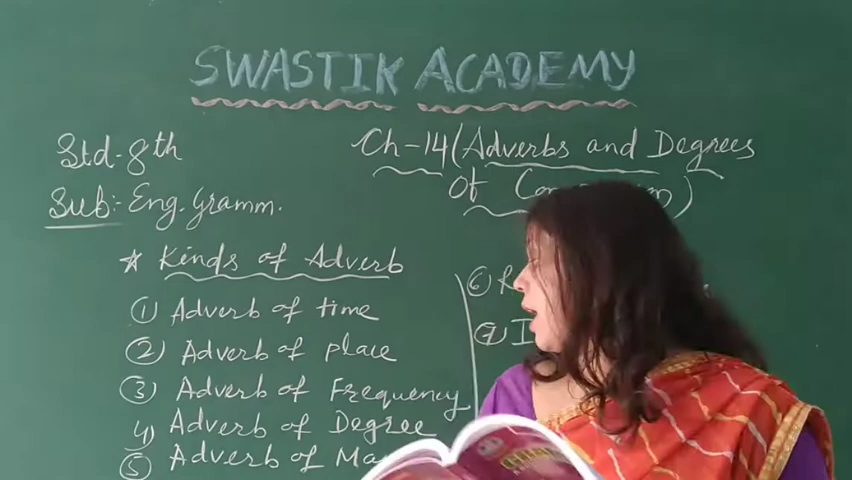 SWASTIK ACADEMY
Std-8th
Ch-14 (Adverbs and Degrees
Of )
Sub:- Eng. Gramm.
* Kinds of Adverb
① Adverb of time
② Adverb of place
③ Adverb of Frequency
4) Adverb of Degree
⑤ Adverb of Ma
⑥ R
⑦ I